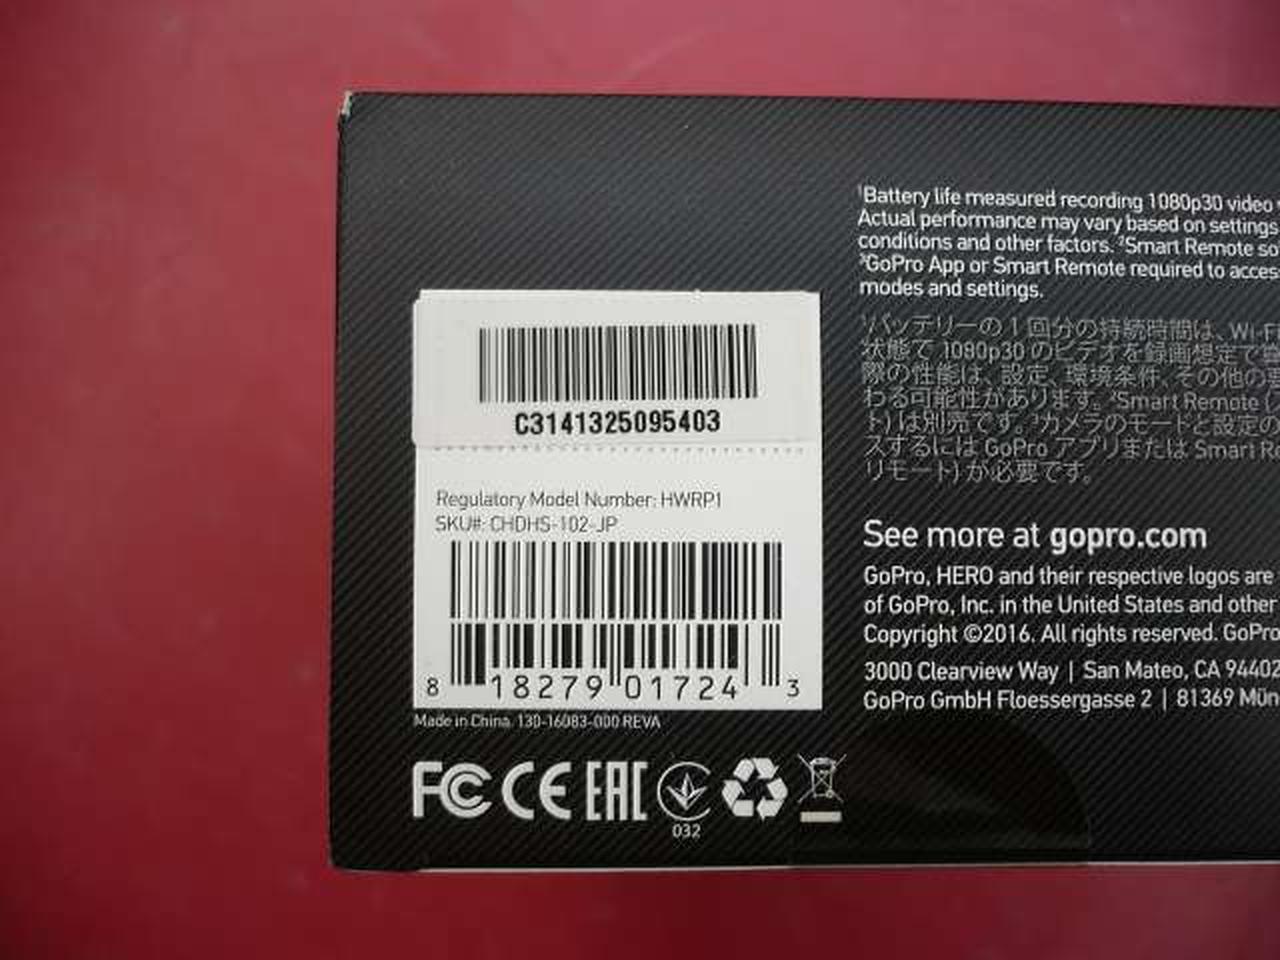 C3141325095403
Regulatory Model Number: HWRP1
SKU#: CHDHS-102-JP
8 18279 01724 3
Made in China. 130-16083-000 REVA
FC CE EAC
032
¹Battery life measured recording 1080p30 video
Actual performance may vary based on settings
conditions and other factors. ²Smart Remote so
³GoPro App or Smart Remote required to acces
modes and settings.
¹バッテリーの 1 回分の持続時間は、Wi-Fi
状態で 1080p30 のビデオを録画想定で
際の性能は、設定、環境条件、その他の要
わる可能性があります。²Smart Remote (
ト) は別売です。³カメラのモードと設定の
スするには GoPro アプリまたは Smart Re
リモート) が必要です。
See more at gopro.com
GoPro, HERO and their respective logos are
of GoPro, Inc. in the United States and other
Copyright ©2016. All rights reserved. GoPro
3000 Clearview Way | San Mateo, CA 94402
GoPro GmbH Floessergasse 2 | 81369 Mün